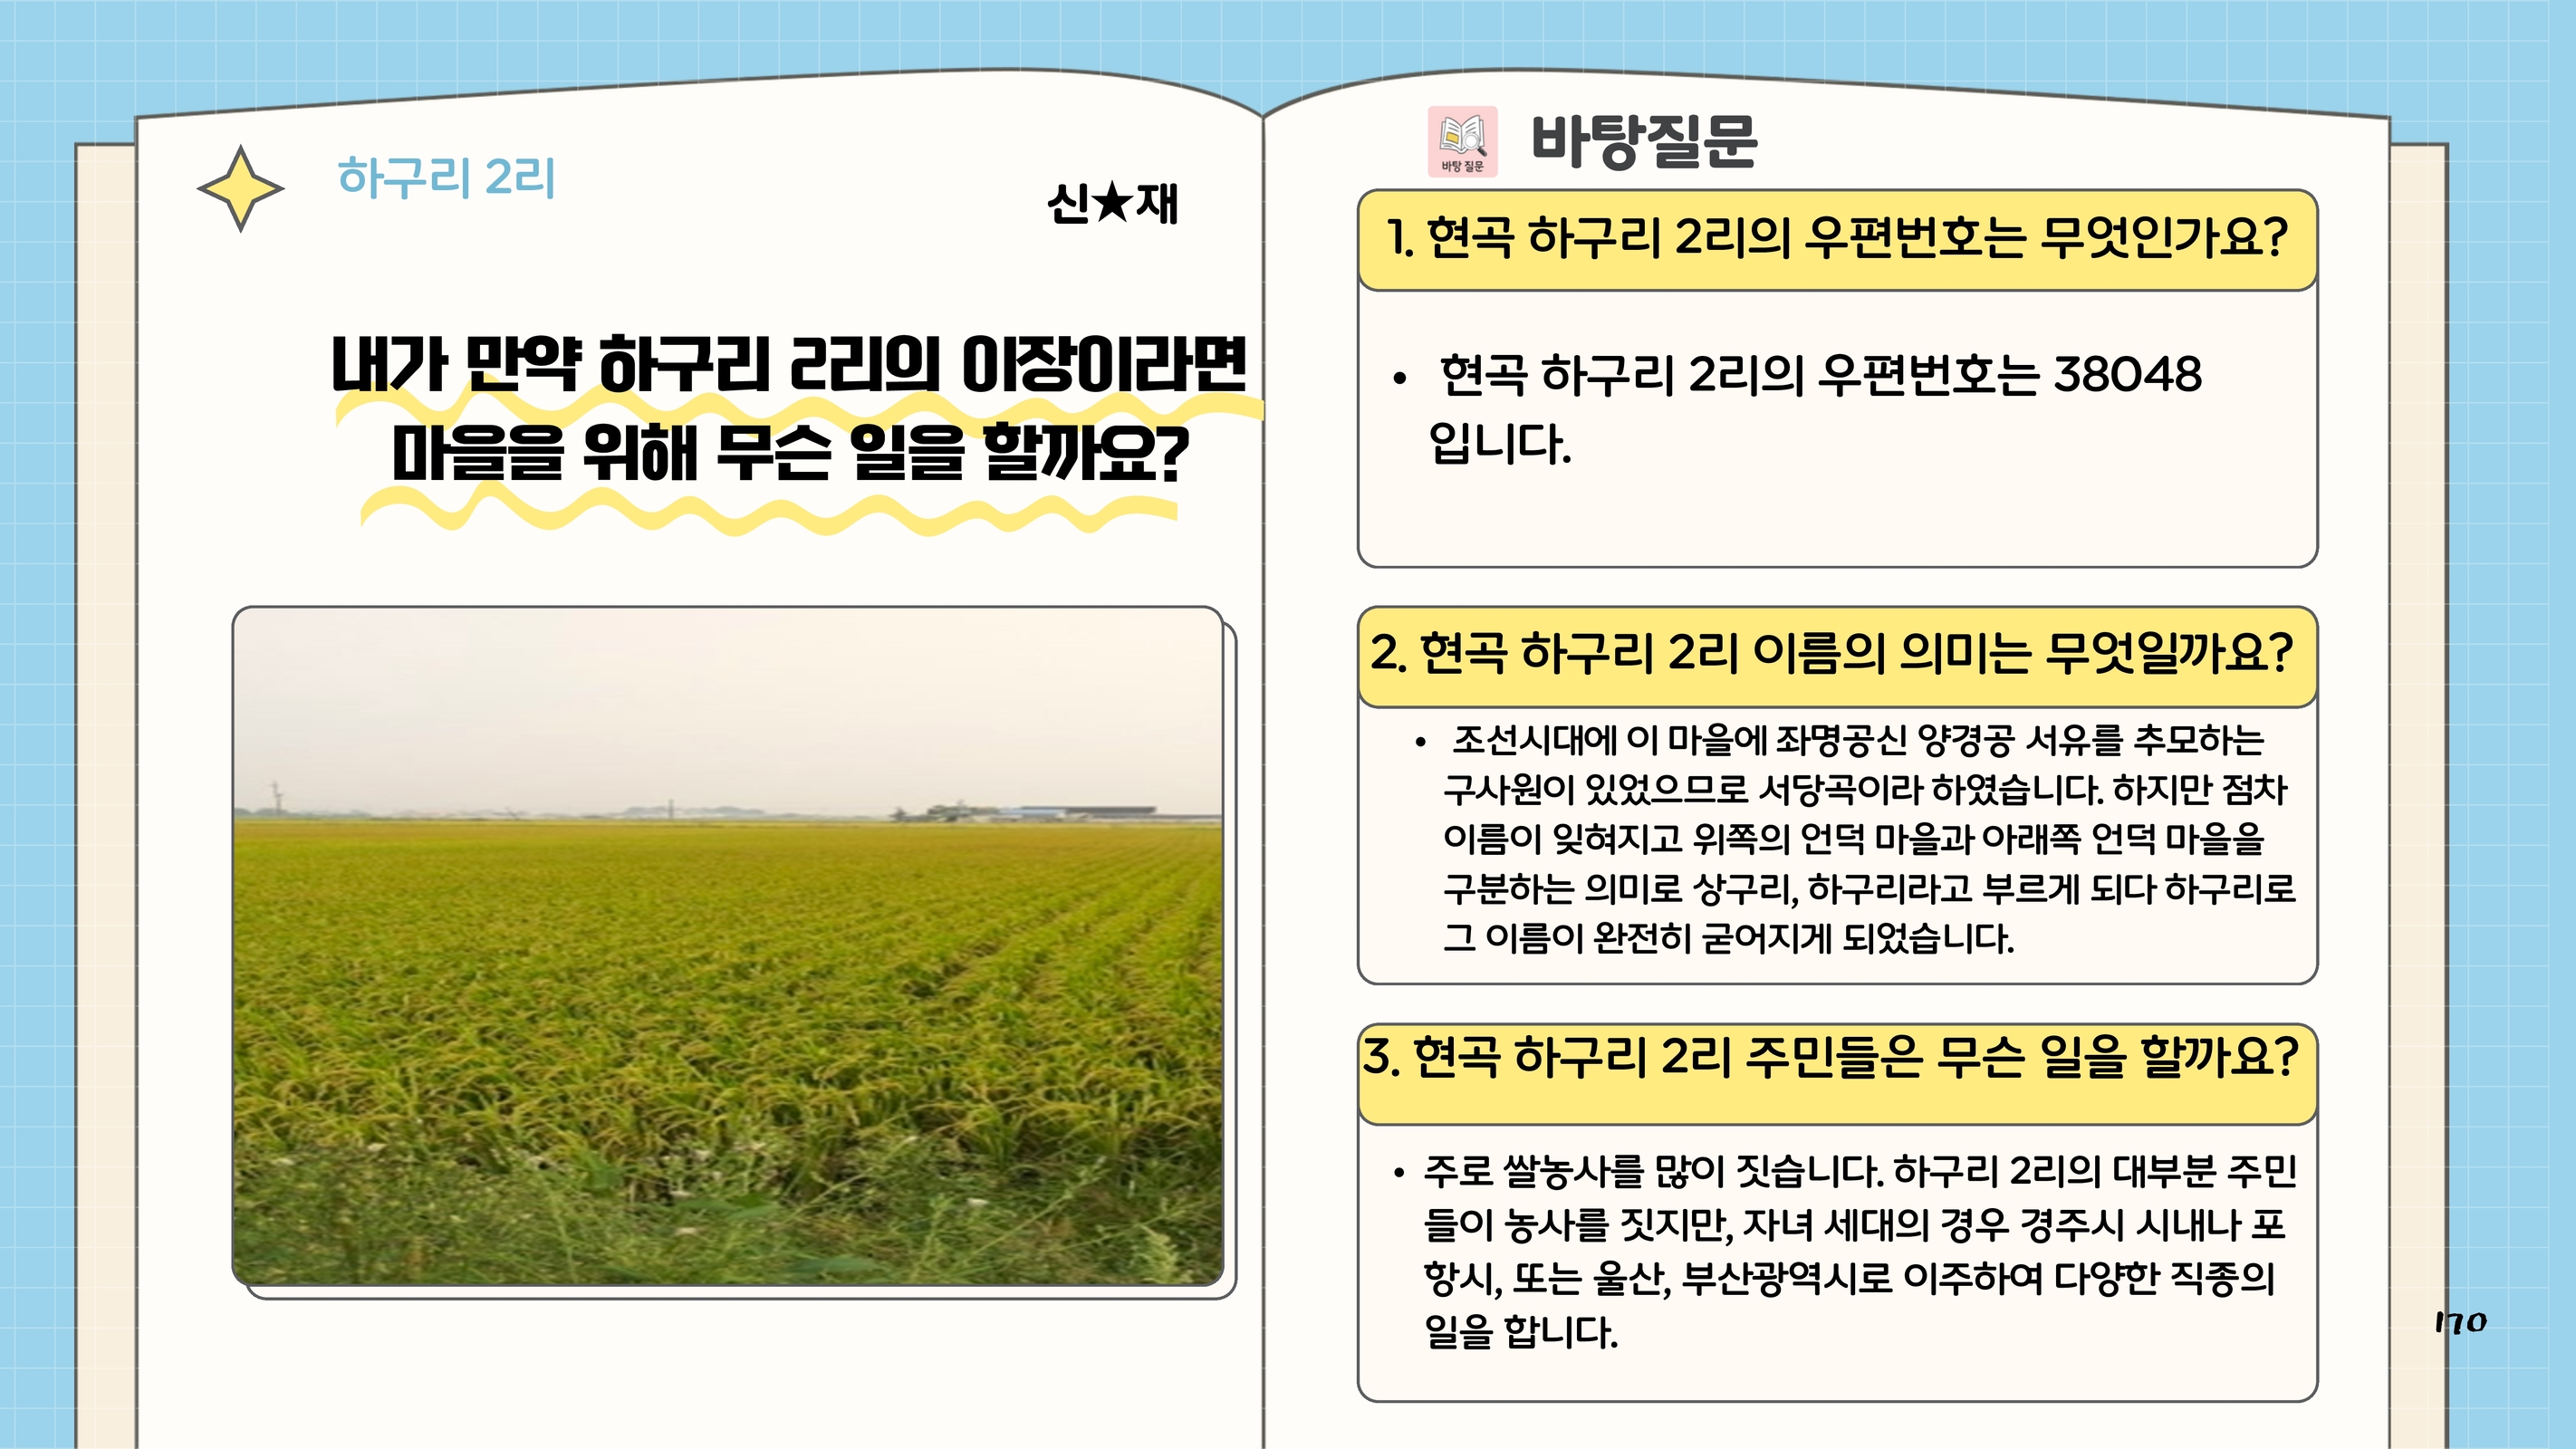 하구리 2리
신★재
내가 만약 하구리 2리의 이장이라면
마을을 위해 무슨 일을 할까요?
바탕 질문
바탕질문
1. 현곡 하구리 2리의 우편번호는 무엇인가요?
• 현곡 하구리 2리의 우편번호는 38048
입니다.
2. 현곡 하구리 2리 이름의 의미는 무엇일까요?
• 조선시대에 이 마을에 좌명공신 양경공 서유를 추모하는
구사원이 있었으므로 서당곡이라 하였습니다. 하지만 점차
이름이 잊혀지고 위쪽의 언덕 마을과 아래쪽 언덕 마을을
구분하는 의미로 상구리, 하구리라고 부르게 되다 하구리로
그 이름이 완전히 굳어지게 되었습니다.
3. 현곡 하구리 2리 주민들은 무슨 일을 할까요?
• 주로 쌀농사를 많이 짓습니다. 하구리 2리의 대부분 주민
들이 농사를 짓지만, 자녀 세대의 경우 경주시 시내나 포
항시, 또는 울산, 부산광역시로 이주하여 다양한 직종의
일을 합니다.
170